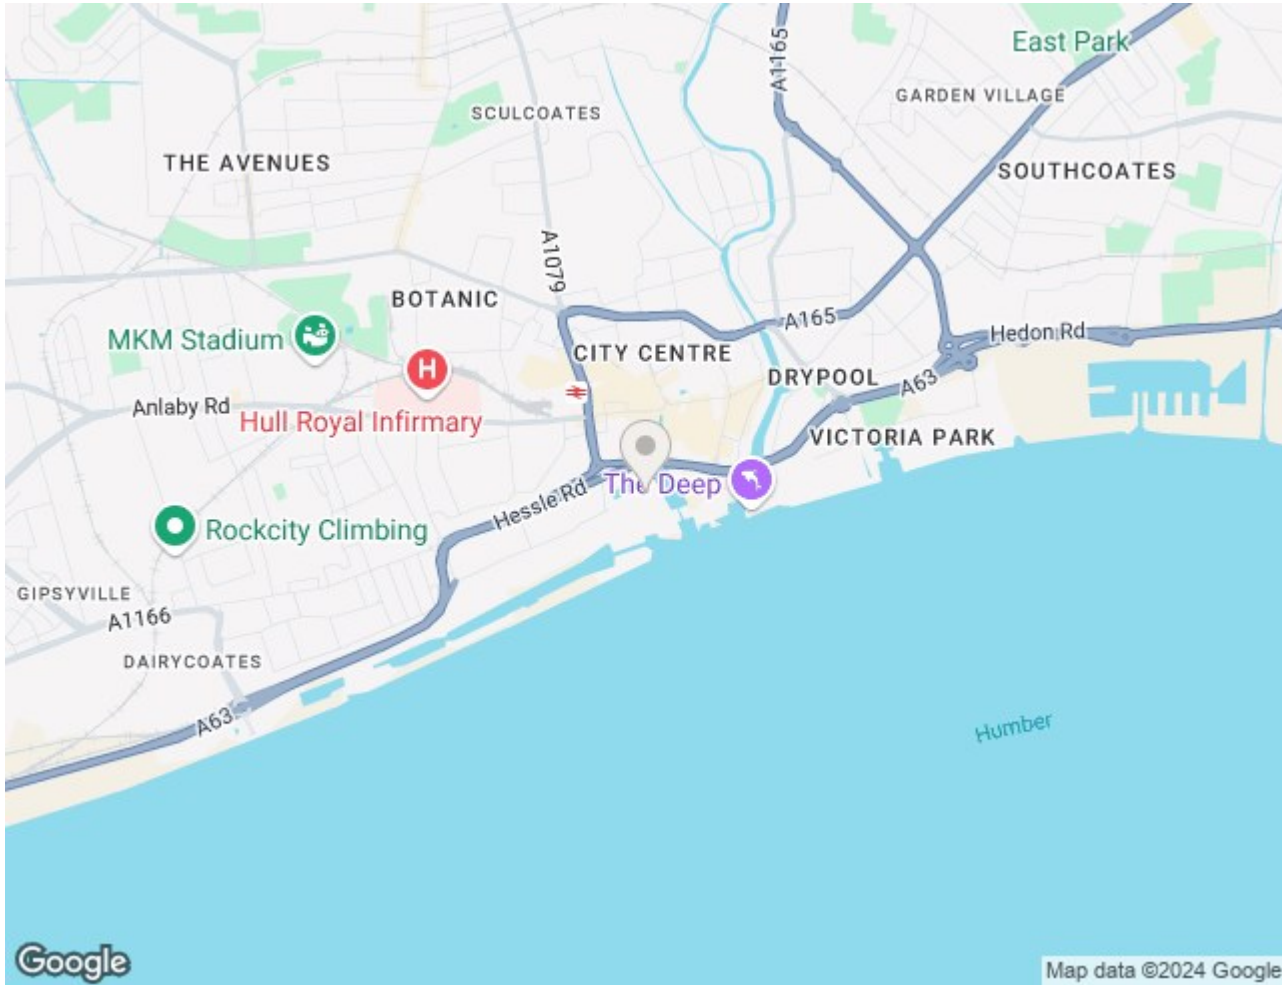 A1165
East Park
GARDEN VILLAGE
SCULCOATES
THE AVENUES
SOUTHCOATES
A1079
BOTANIC
A165
Hedon Rd
MKM Stadium
H
CITY CENTRE
DRYPOOL
A63
Anlaby Rd
Hull Royal Infirmary
VICTORIA PARK
The Deep
Hessle Rd
Rockcity Climbing
GIPSYVILLE
A1166
DAIRYCOATES
A63
Humber
Google
Map data ©2024 Google